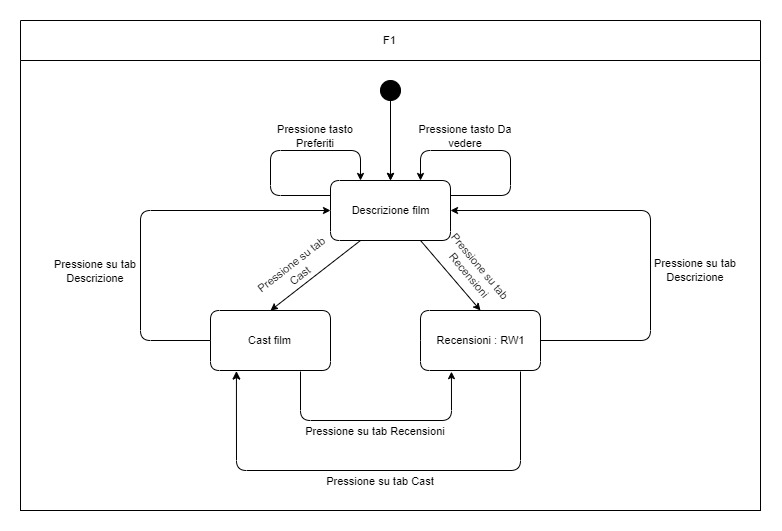 F1
Pressione tasto
Preferiti
Pressione tasto Da
vedere
Descrizione film
Pressione su tab
Descrizione
Pressione su tab
Cast
Pressione su tab
Recensioni
Pressione su tab
Descrizione
Cast film
Recensioni : RW1
Pressione su tab Recensioni
Pressione su tab Cast